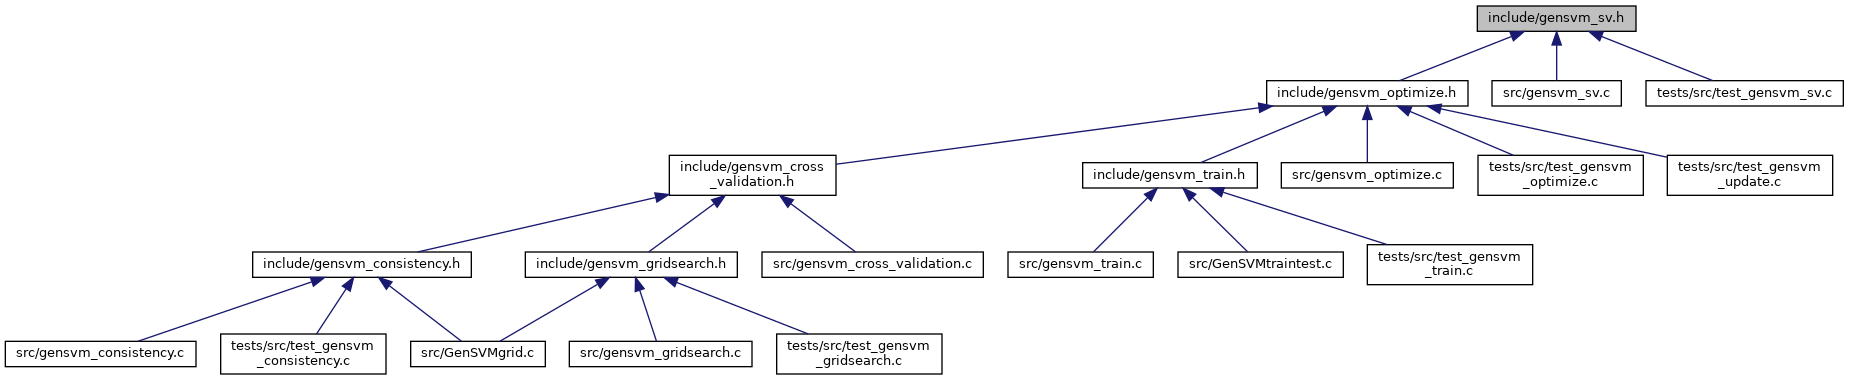 include/gensvm_sv.h
include/gensvm_optimize.h
src/gensvm_sv.c
tests/src/test_gensvm_sv.c
include/gensvm_cross
_validation.h
include/gensvm_train.h
src/gensvm_optimize.c
tests/src/test_gensvm
_optimize.c
tests/src/test_gensvm
_update.c
include/gensvm_consistency.h
include/gensvm_gridsearch.h
src/gensvm_cross_validation.c
src/gensvm_train.c
src/GenSVMtraintest.c
tests/src/test_gensvm
_train.c
src/gensvm_consistency.c
tests/src/test_gensvm
_consistency.c
src/GenSVMgrid.c
src/gensvm_gridsearch.c
tests/src/test_gensvm
_gridsearch.c